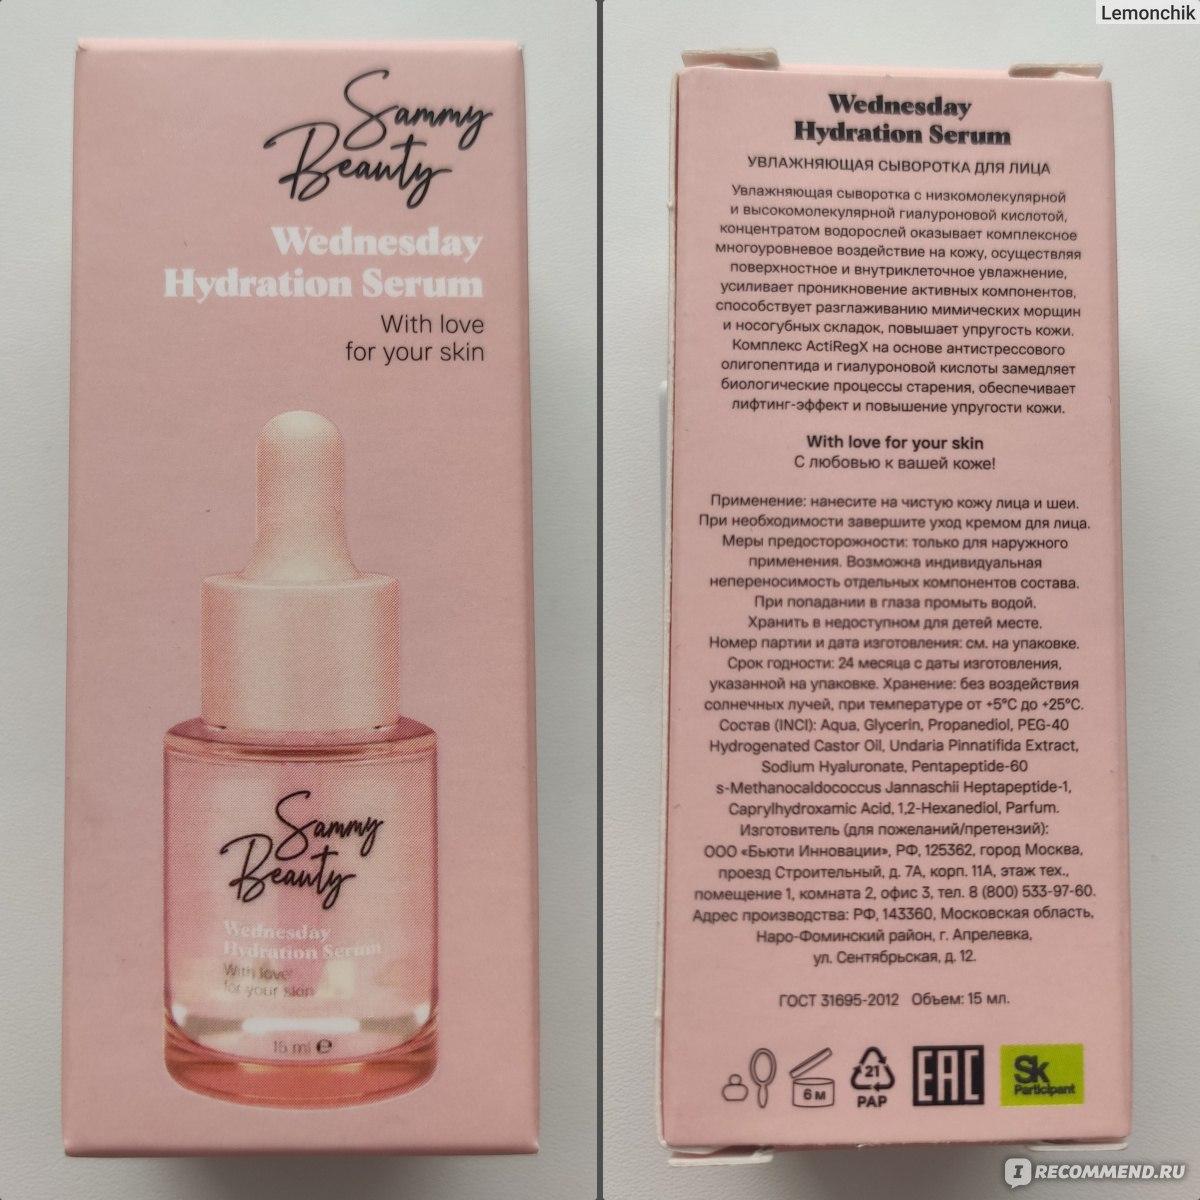 Lemonchik
Sammy
Beauty
Wednesday
Hydration Serum
With love
for your skin
Sammy
Beauty
Wednesday
Hydration Serum
With love
for your skin
15 ml ℮
Wednesday
Hydration Serum
УВЛАЖНЯЮЩАЯ СЫВОРОТКА ДЛЯ ЛИЦА
Увлажняющая сыворотка с низкомолекулярной
и высокомолекулярной гиалуроновой кислотой,
концентратом водорослей оказывает комплексное
многоуровневое воздействие на кожу, осуществляя
поверхностное и внутриклеточное увлажнение,
усиливает проникновение активных компонентов,
способствует разглаживанию мимических морщин
и носогубных складок, повышает упругость кожи.
Комплекс ActiRegX на основе антистрессового
олигопептида и гиалуроновой кислоты замедляет
биологические процессы старения, обеспечивает
лифтинг-эффект и повышение упругости кожи.
With love for your skin
С любовью к вашей коже!
Применение: нанесите на чистую кожу лица и шеи.
При необходимости завершите уход кремом для лица.
Меры предосторожности: только для наружного
применения. Возможна индивидуальная
непереносимость отдельных компонентов состава.
При попадании в глаза промыть водой.
Хранить в недоступном для детей месте.
Номер партии и дата изготовления: см. на упаковке.
Срок годности: 24 месяца с даты изготовления,
указанной на упаковке. Хранение: без воздействия
солнечных лучей, при температуре от +5°C до +25°C.
Состав (INCI): Aqua, Glycerin, Propanediol, PEG-40
Hydrogenated Castor Oil, Undaria Pinnatifida Extract,
Sodium Hyaluronate, Pentapeptide-60
s-Methanocaldococcus Jannaschii Heptapeptide-1,
Caprylhydroxamic Acid, 1,2-Hexanediol, Parfum.
Изготовитель (для пожеланий/претензий):
ООО «Бьюти Инновации», РФ, 125362, город Москва,
проезд Строительный, д. 7А, корп. 11А, этаж тех.,
помещение 1, комната 2, офис 3, тел. 8 (800) 533-97-60.
Адрес производства: РФ, 143360, Московская область,
Наро-Фоминский район, г. Апрелевка,
ул. Сентябрьская, д. 12.
ГОСТ 31695-2012 Объем: 15 мл.
6 м
21
PAP
EAC
Sk
Participant
IRECOMMEND.RU